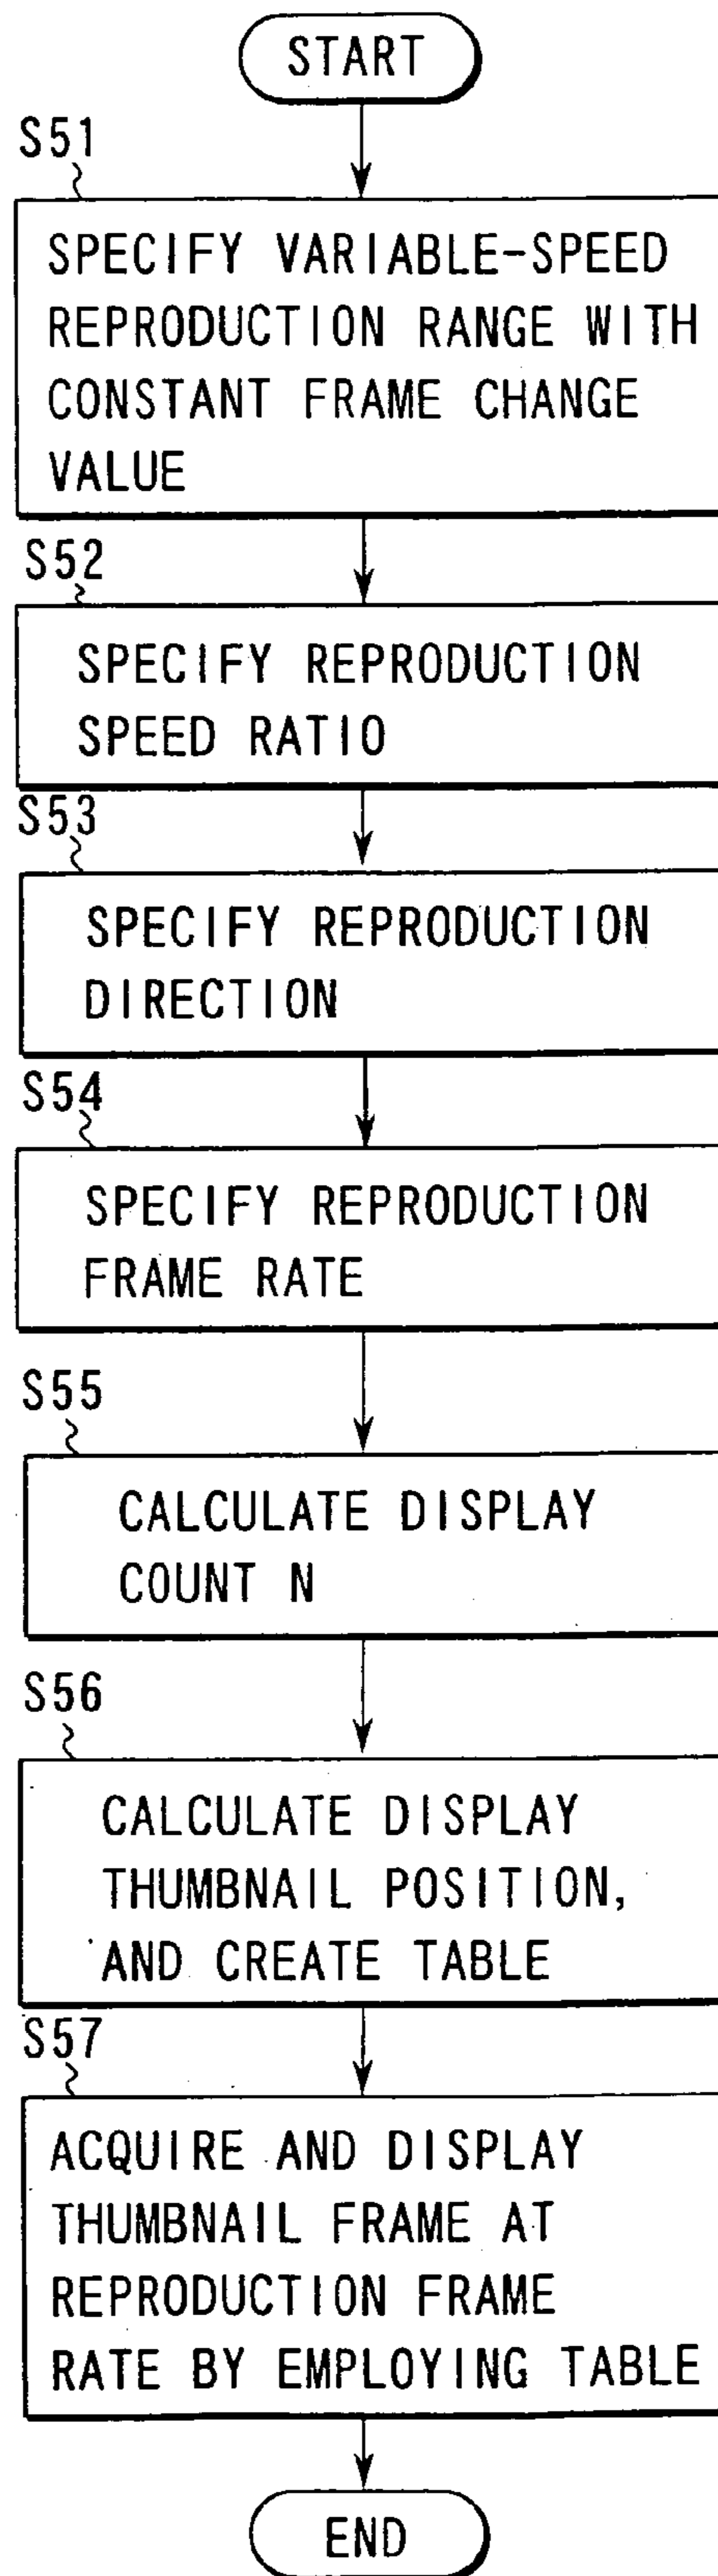 START
S51
SPECIFY VARIABLE-SPEED
REPRODUCTION RANGE WITH
CONSTANT FRAME CHANGE
VALUE
S52
SPECIFY REPRODUCTION
SPEED RATIO
S53
SPECIFY REPRODUCTION
DIRECTION
S54
SPECIFY REPRODUCTION
FRAME RATE
S55
CALCULATE DISPLAY
COUNT N
S56
CALCULATE DISPLAY
THUMBNAIL POSITION,
AND CREATE TABLE
S57
ACQUIRE AND DISPLAY
THUMBNAIL FRAME AT
REPRODUCTION FRAME
RATE BY EMPLOYING TABLE
END